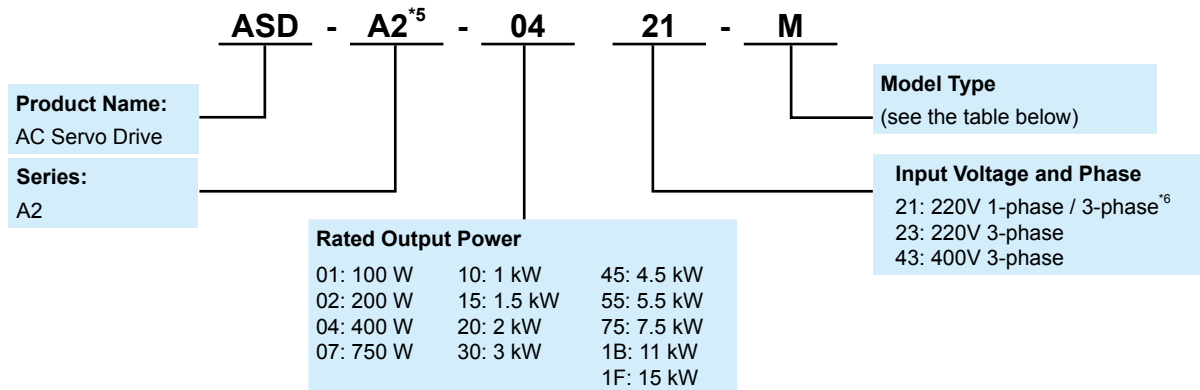 ASD - A2*5 - 04 21 - M
Product Name:
AC Servo Drive
Series:
A2
Rated Output Power
01: 100 W 10: 1 kW 45: 4.5 kW
02: 200 W 15: 1.5 kW 55: 5.5 kW
04: 400 W 20: 2 kW 75: 7.5 kW
07: 750 W 30: 3 kW 1B: 11 kW
1F: 15 kW
Model Type
(see the table below)
Input Voltage and Phase
21: 220V 1-phase / 3-phase*6
23: 220V 3-phase
43: 400V 3-phase